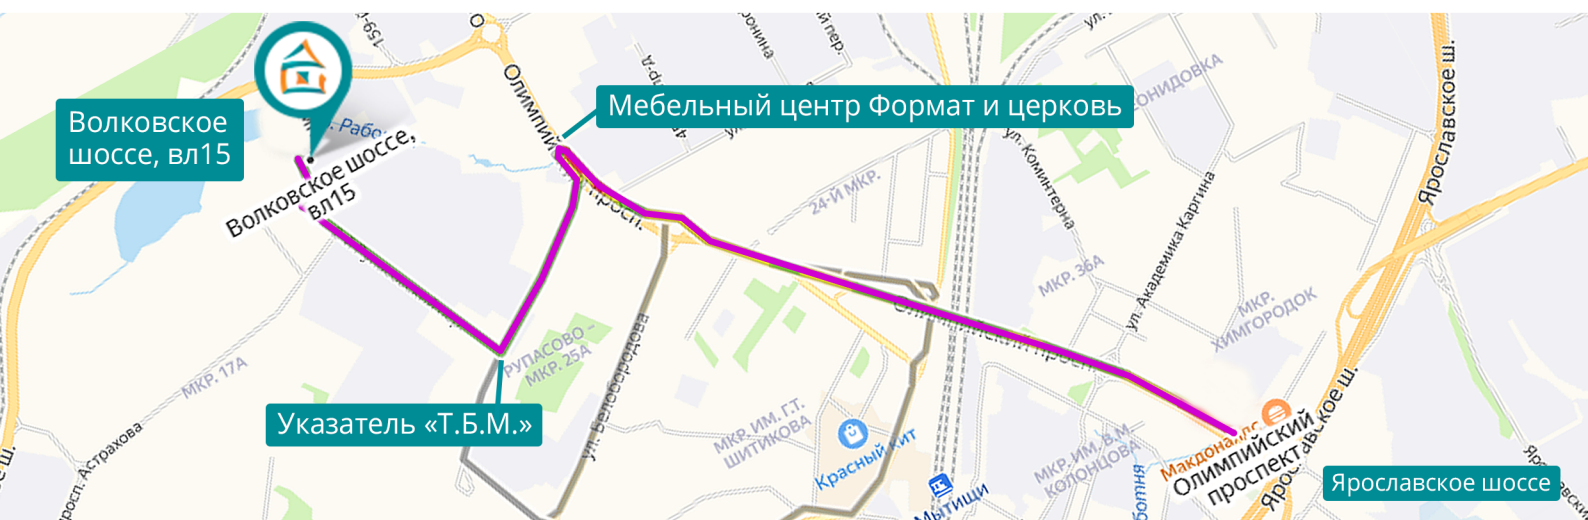 159-й
Олимпийский
просп.
Мебельный центр Формат и церковь
Волковское
шоссе, вл15
Волковское шоссе,
вл15
24-Й МКР.
ул. Коминтерна
ул. Академика Каргина
Ярославское ш.
МКР. 36А
МКР.
ХИМГОРОДОК
РУПАСОВО –
МКР. 25А
МКР. 17А
ул. Белобородова
Указатель «Т.Б.М.»
МКР. ИМ. Г.Т.
ШИТИКОВА
Красный кит
МКР. ИМ. В.М.
КОЛОНЦОВА
Макдоналдс
Олимпийский
проспект
Ярославское шоссе
Мытищи
просп. Астрахова